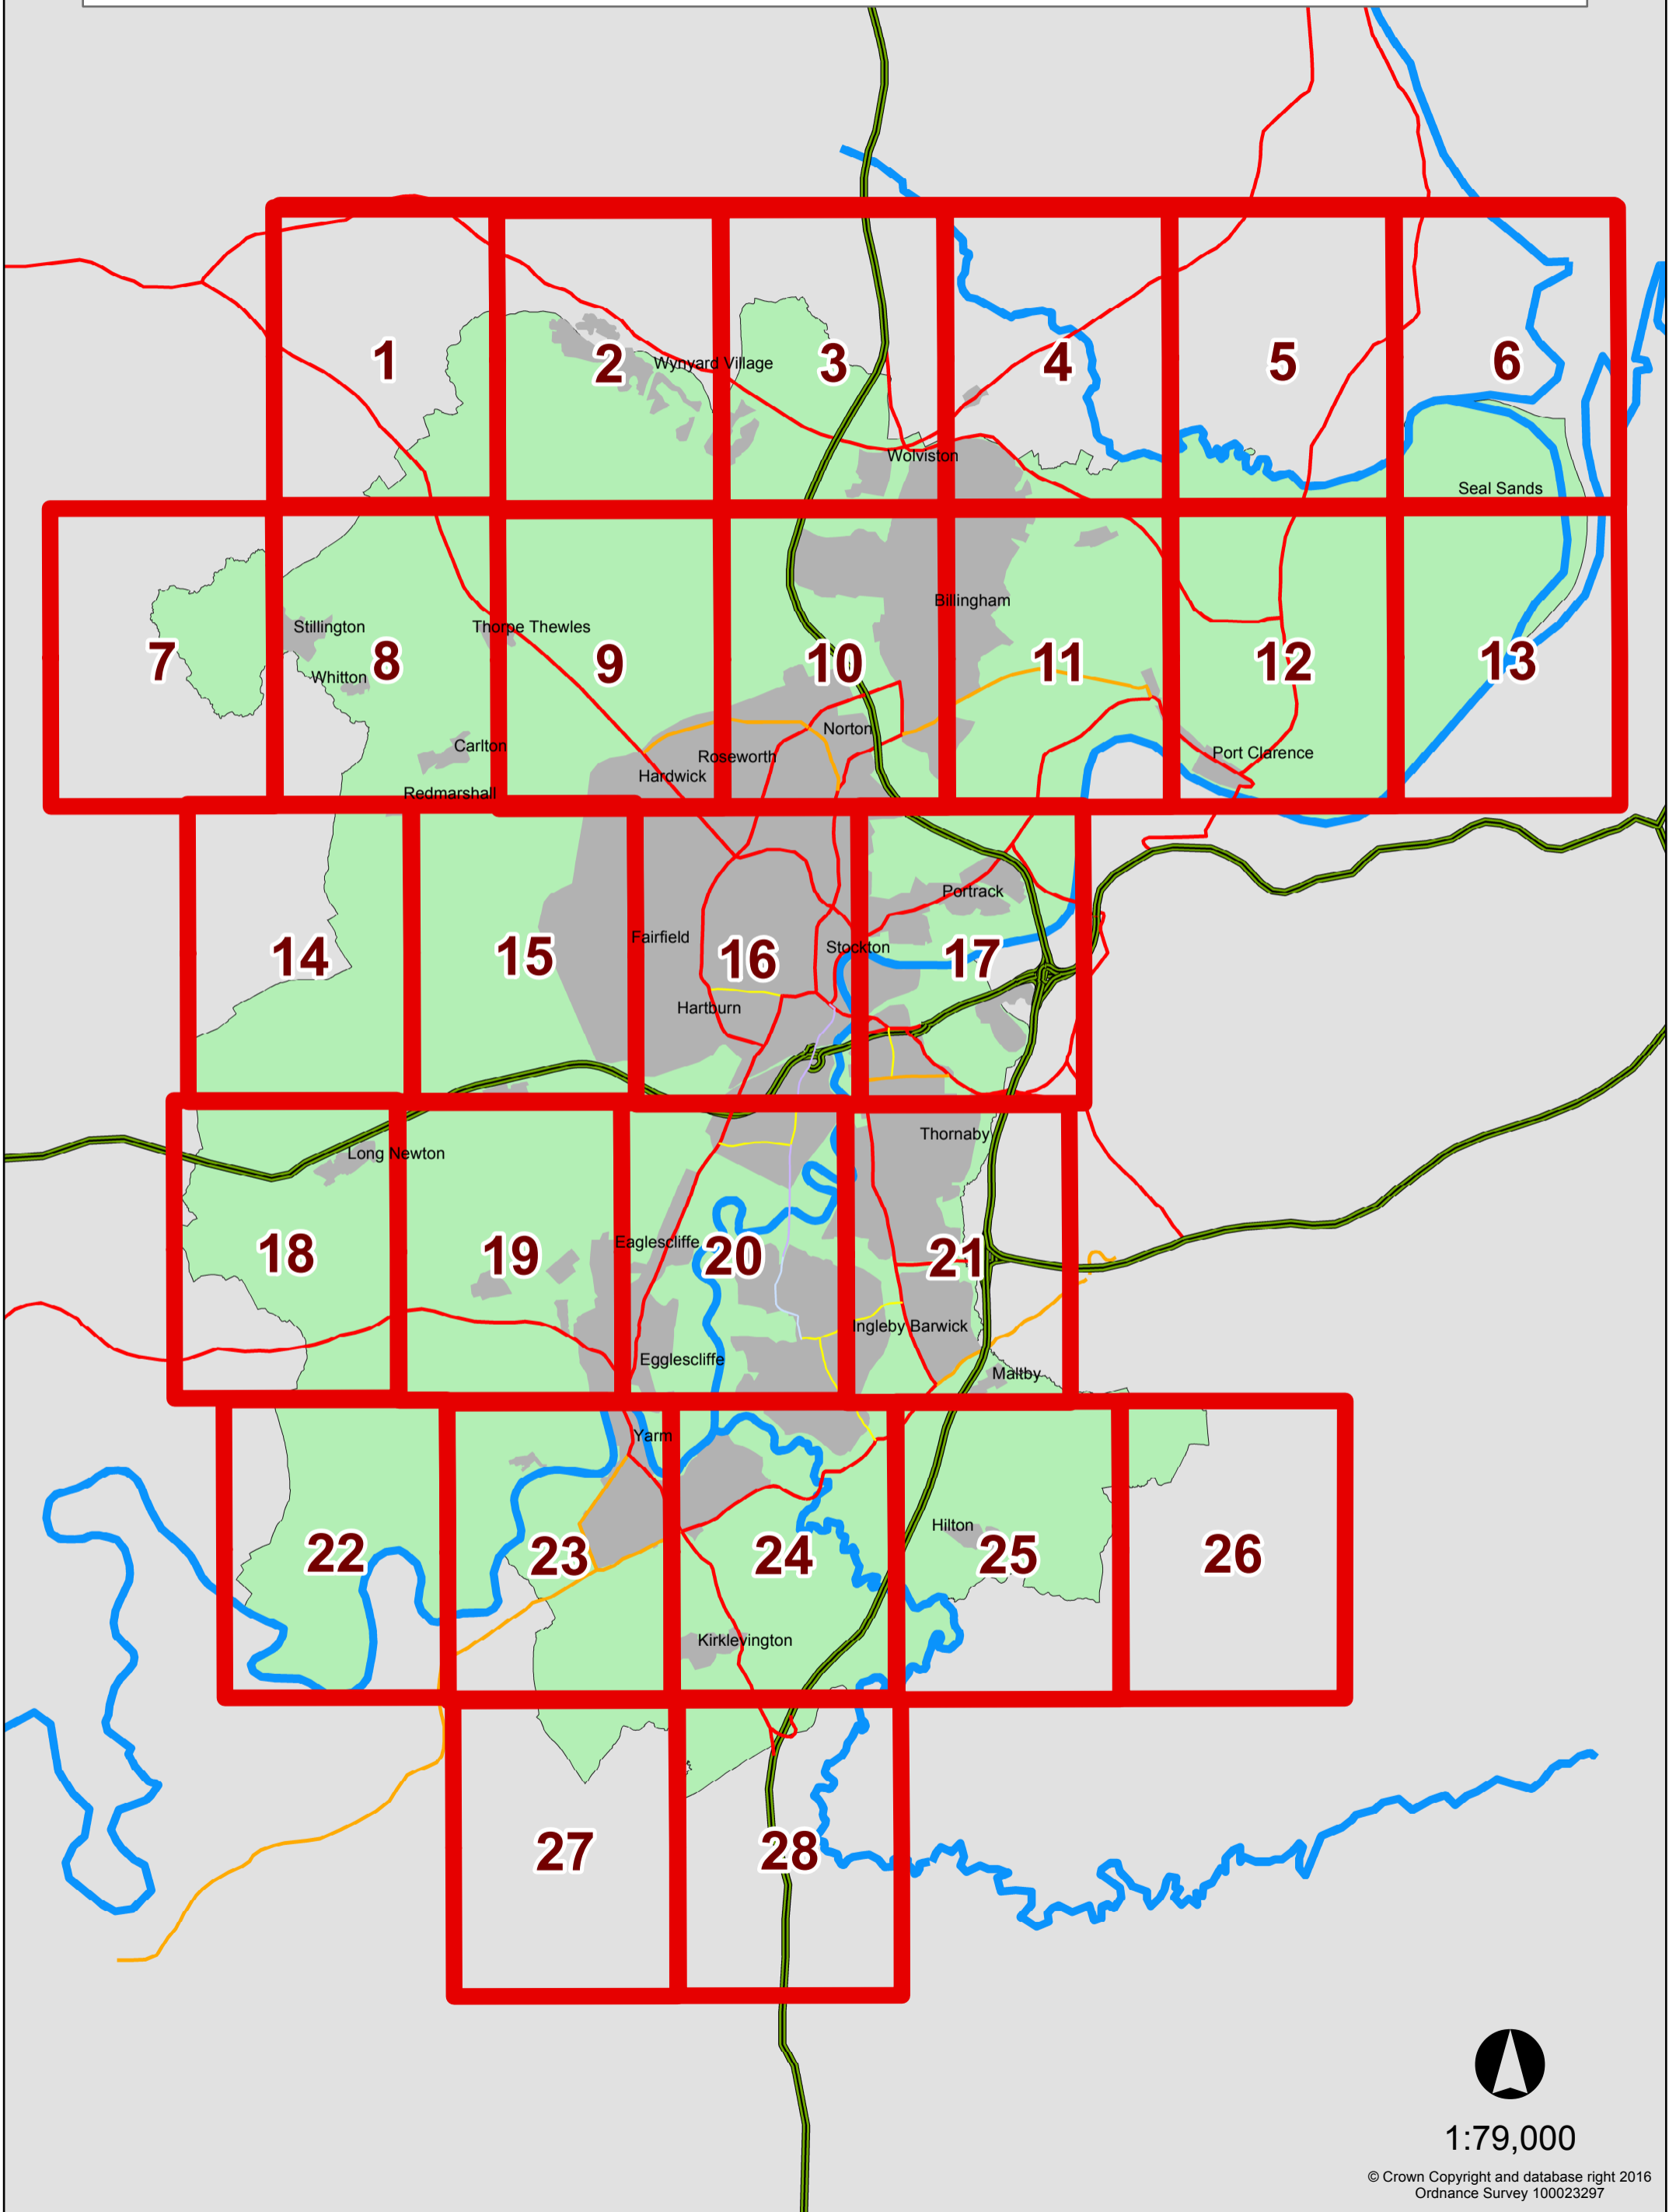 1
2
3
4
5
6
Wynyard Village
Wolviston
Seal Sands
7
8
9
10
11
12
13
Billingham
Stillington
Thorpe Thewles
Whitton
Norton
Carlton
Roseworth
Port Clarence
Hardwick
Redmarshall
14
15
16
17
Portrack
Fairfield
Stockton
Hartburn
Thornaby
Long Newton
18
19
20
21
Eaglescliffe
Ingleby Barwick
Egglescliffe
Maltby
Yarm
22
23
24
25
26
Hilton
Kirklevington
27
28
1:79,000
© Crown Copyright and database right 2016
Ordnance Survey 100023297